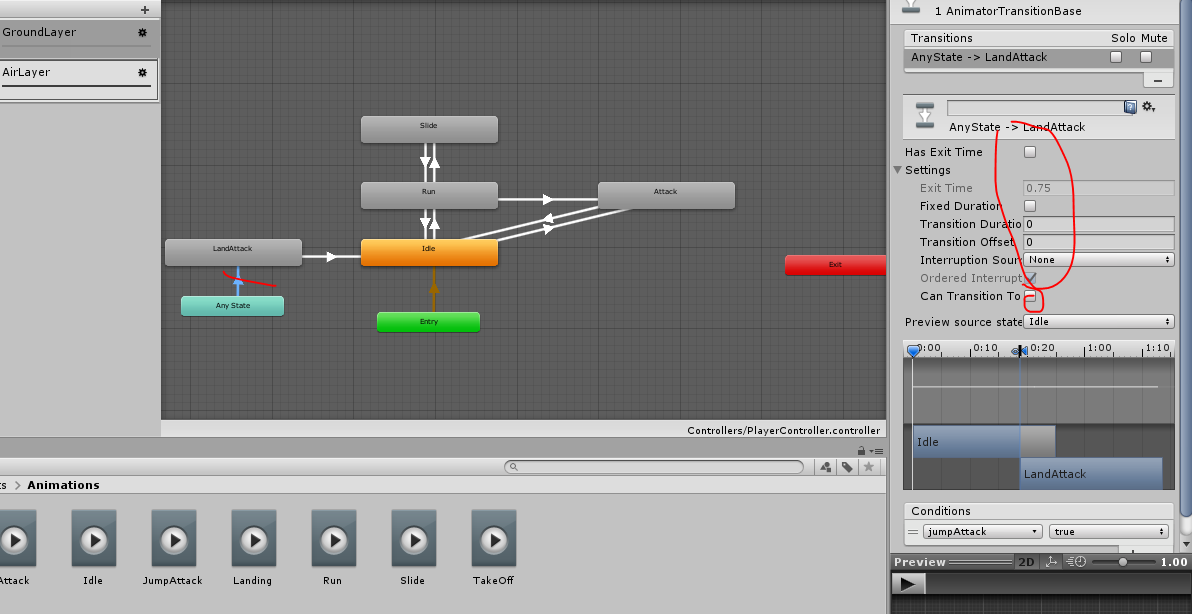 GroundLayer
AirLayer
Slide
Run
Attack
LandAttack
Idle
Exit
Any State
Entry
Controllers/PlayerController.controller
ts > Animations
Attack
Idle
JumpAttack
Landing
Run
Slide
TakeOff
1 AnimatorTransitionBase
Transitions Solo Mute
AnyState -> LandAttack
AnyState -> LandAttack
Has Exit Time
Settings
Exit Time 0.75
Fixed Duration
Transition Duratio 0
Transition Offset 0
Interruption Sour None
Ordered Interrupt
Can Transition To
Preview source state Idle
0:00 0:10 0:20 1:00 1:10
Idle
LandAttack
Conditions
jumpAttack true
Preview 2D 1.00